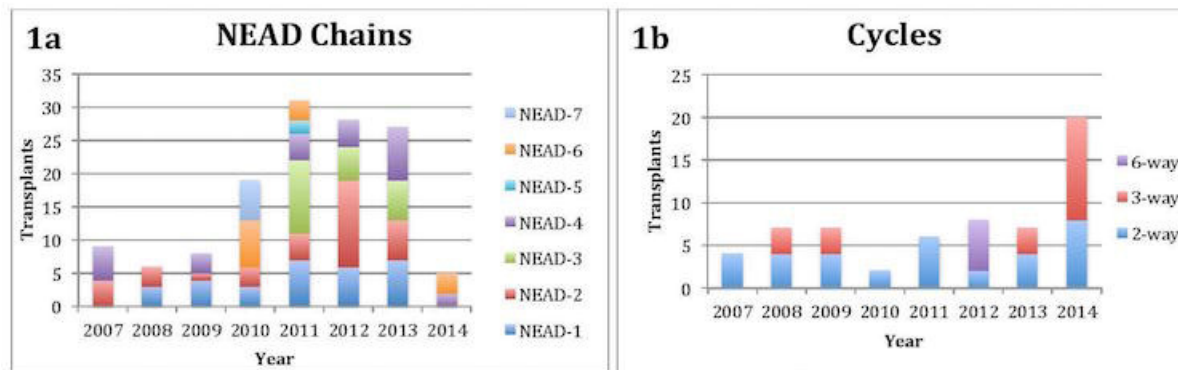 1a
NEAD Chains
35
30
25
20
15
10
5
0
Transplants
2007 2008 2009 2010 2011 2012 2013 2014
Year
NEAD-7
NEAD-6
NEAD-5
NEAD-4
NEAD-3
NEAD-2
NEAD-1
1b
Cycles
25
20
15
10
5
0
Transplants
2007 2008 2009 2010 2011 2012 2013 2014
Year
6-way
3-way
2-way